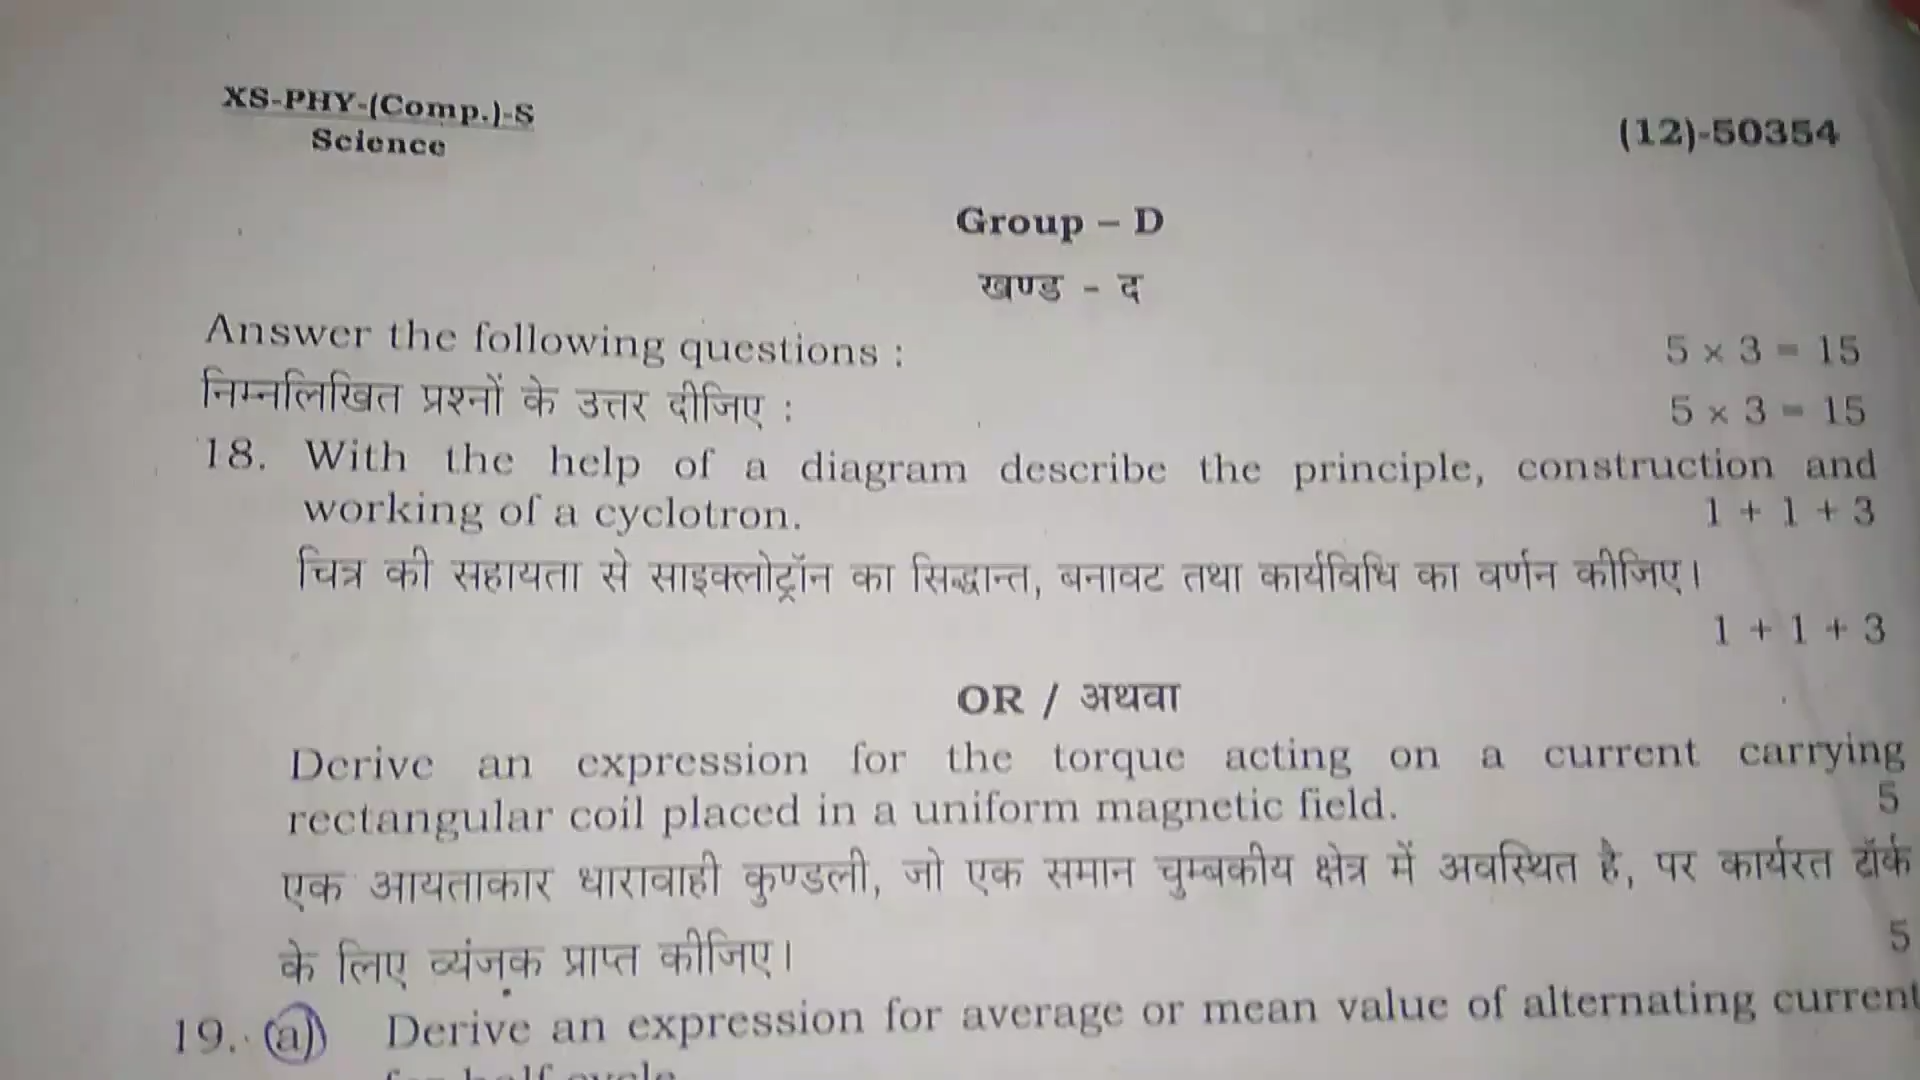 XS-PHY-(Comp.)-S
Science
(12)-50354
Group – D
खण्ड - द
Answer the following questions : 5 × 3 = 15
निम्नलिखित प्रश्नों के उत्तर दीजिए : 5 × 3 = 15
18. With the help of a diagram describe the principle, construction and
working of a cyclotron. 1 + 1 + 3
चित्र की सहायता से साइक्लोट्रॉन का सिद्धान्त, बनावट तथा कार्यविधि का वर्णन कीजिए।
1 + 1 + 3
OR / अथवा
Derive an expression for the torque acting on a current carrying
rectangular coil placed in a uniform magnetic field. 5
एक आयताकार धारावाही कुण्डली, जो एक समान चुम्बकीय क्षेत्र में अवस्थित है, पर कार्यरत टॉर्क
के लिए व्यंजक प्राप्त कीजिए। 5
19. (a) Derive an expression for average or mean value of alternating current
for half cycle